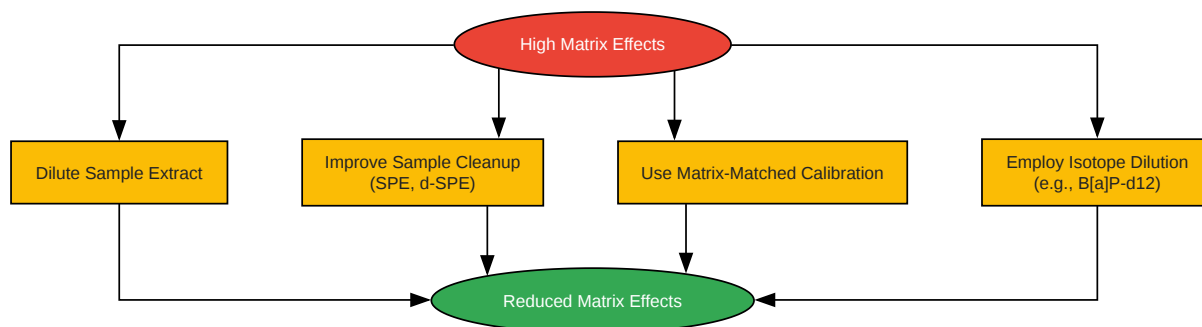 High Matrix Effects
Dilute Sample Extract
Improve Sample Cleanup
(SPE, d-SPE)
Use Matrix-Matched Calibration
Employ Isotope Dilution
(e.g., B[a]P-d12)
Reduced Matrix Effects